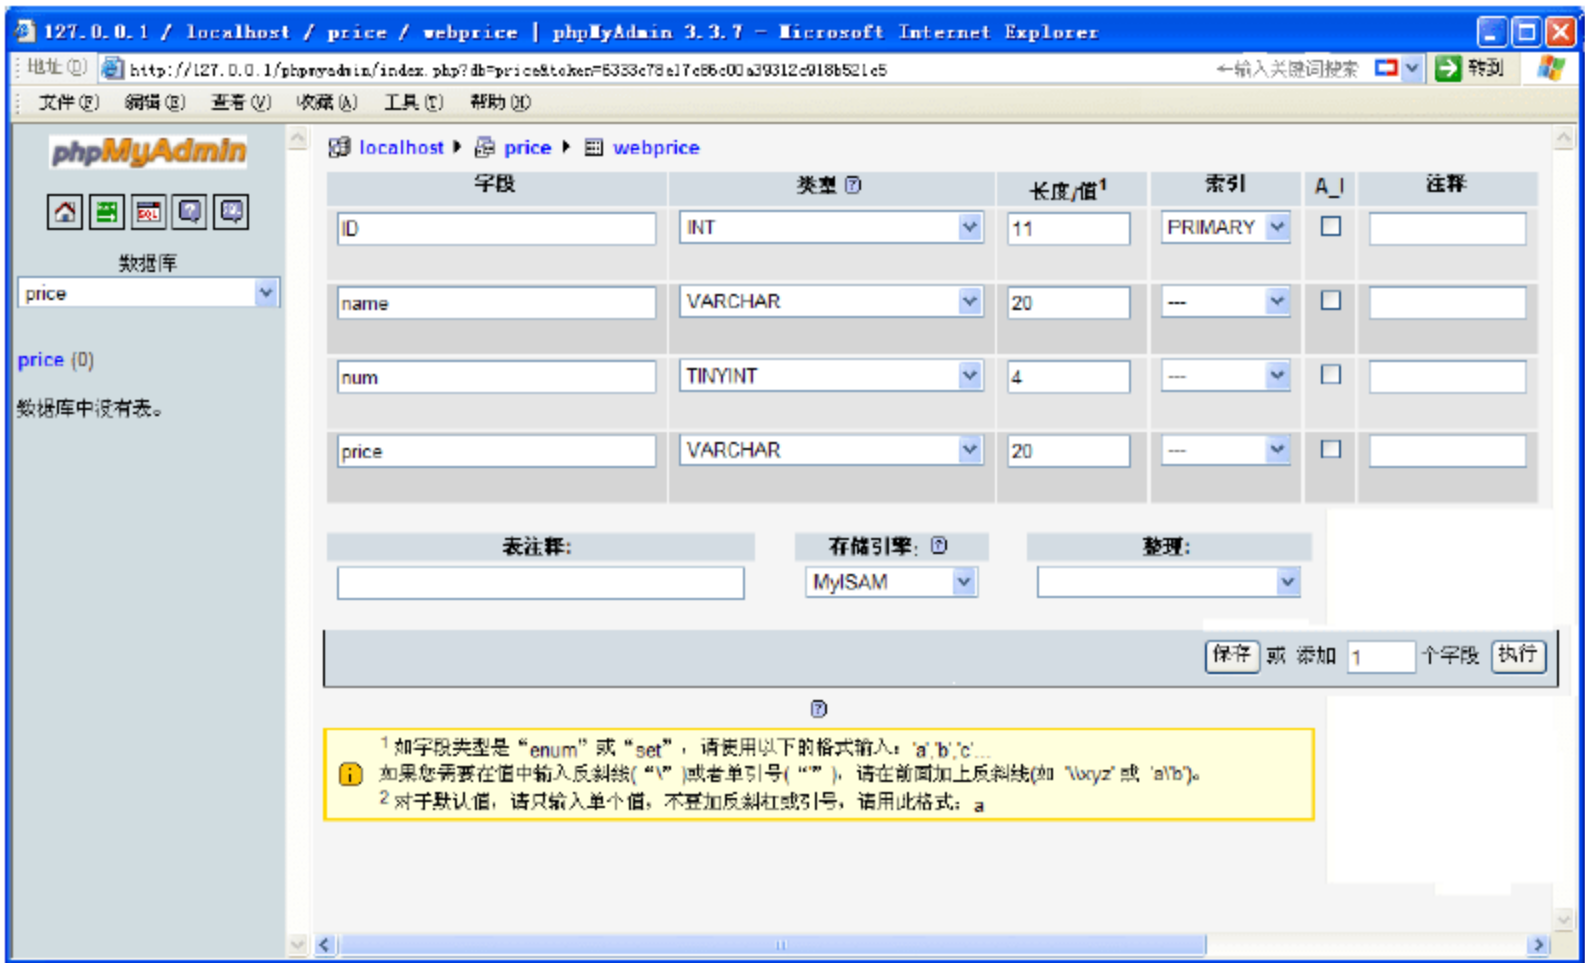 127.0.0.1 / localhost / price / webprice | phpMyAdmin 3.3.7 - Microsoft Internet Explorer
地址(D) http://127.0.0.1/phpmyadmin/index.php?db=price&token=6333c78e17c86c00a39312c918b521c5 ←输入关键词搜索 转到
文件(F) 编辑(E) 查看(V) 收藏(A) 工具(T) 帮助(H)
phpMyAdmin
SQL
数据库
price
price (0)
数据库中没有表。
localhost price webprice
字段 类型 长度/值1 索引 A_I 注释
ID INT 11 PRIMARY
name VARCHAR 20 ---
num TINYINT 4 ---
price VARCHAR 20 ---
表注释: 存储引擎: 整理:
MyISAM
保存 或 添加 1 个字段 执行
1 如字段类型是“enum”或“set”，请使用以下的格式输入：'a','b','c'...
如果您需要在值中输入反斜线(“\”)或者单引号(“'”)，请在前面加上反斜线(如 '\\xyz' 或 'a\'b')。
2 对于默认值，请只输入单个值，不要加反斜杠或引号，请用此格式：a